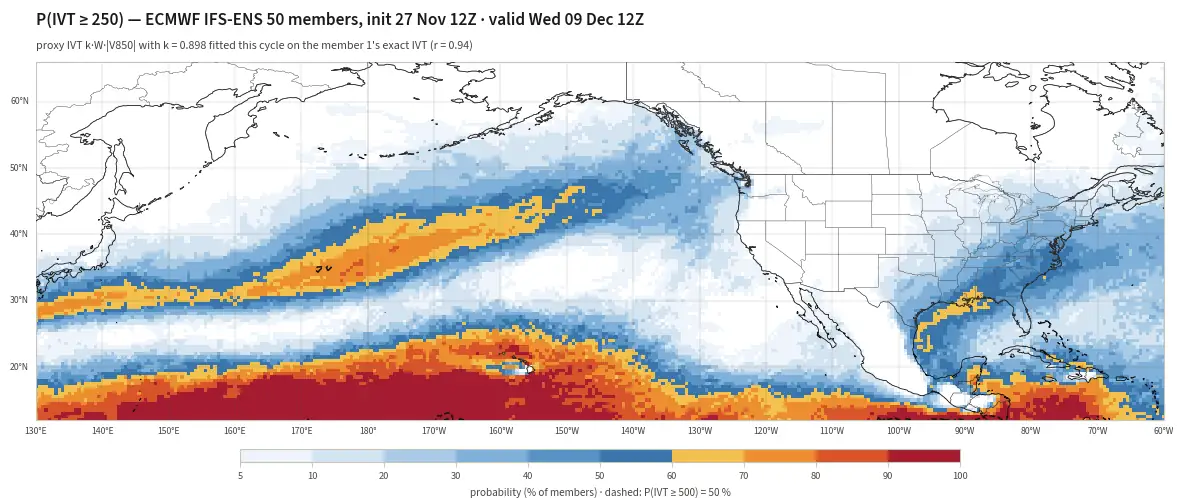 P(IVT ≥ 250) — ECMWF IFS-ENS 50 members, init 27 Nov 12Z · valid Wed 09 Dec 12Z
proxy IVT k·W·|V850| with k = 0.898 fitted this cycle on the member 1's exact IVT (r = 0.94)
60°N
50°N
40°N
30°N
20°N
130°E 140°E 150°E 160°E 170°E 180° 170°W 160°W 150°W 140°W 130°W 120°W 110°W 100°W 90°W 80°W 70°W 60°W
5 10 20 30 40 50 60 70 80 90 100
probability (% of members) · dashed: P(IVT ≥ 500) = 50 %